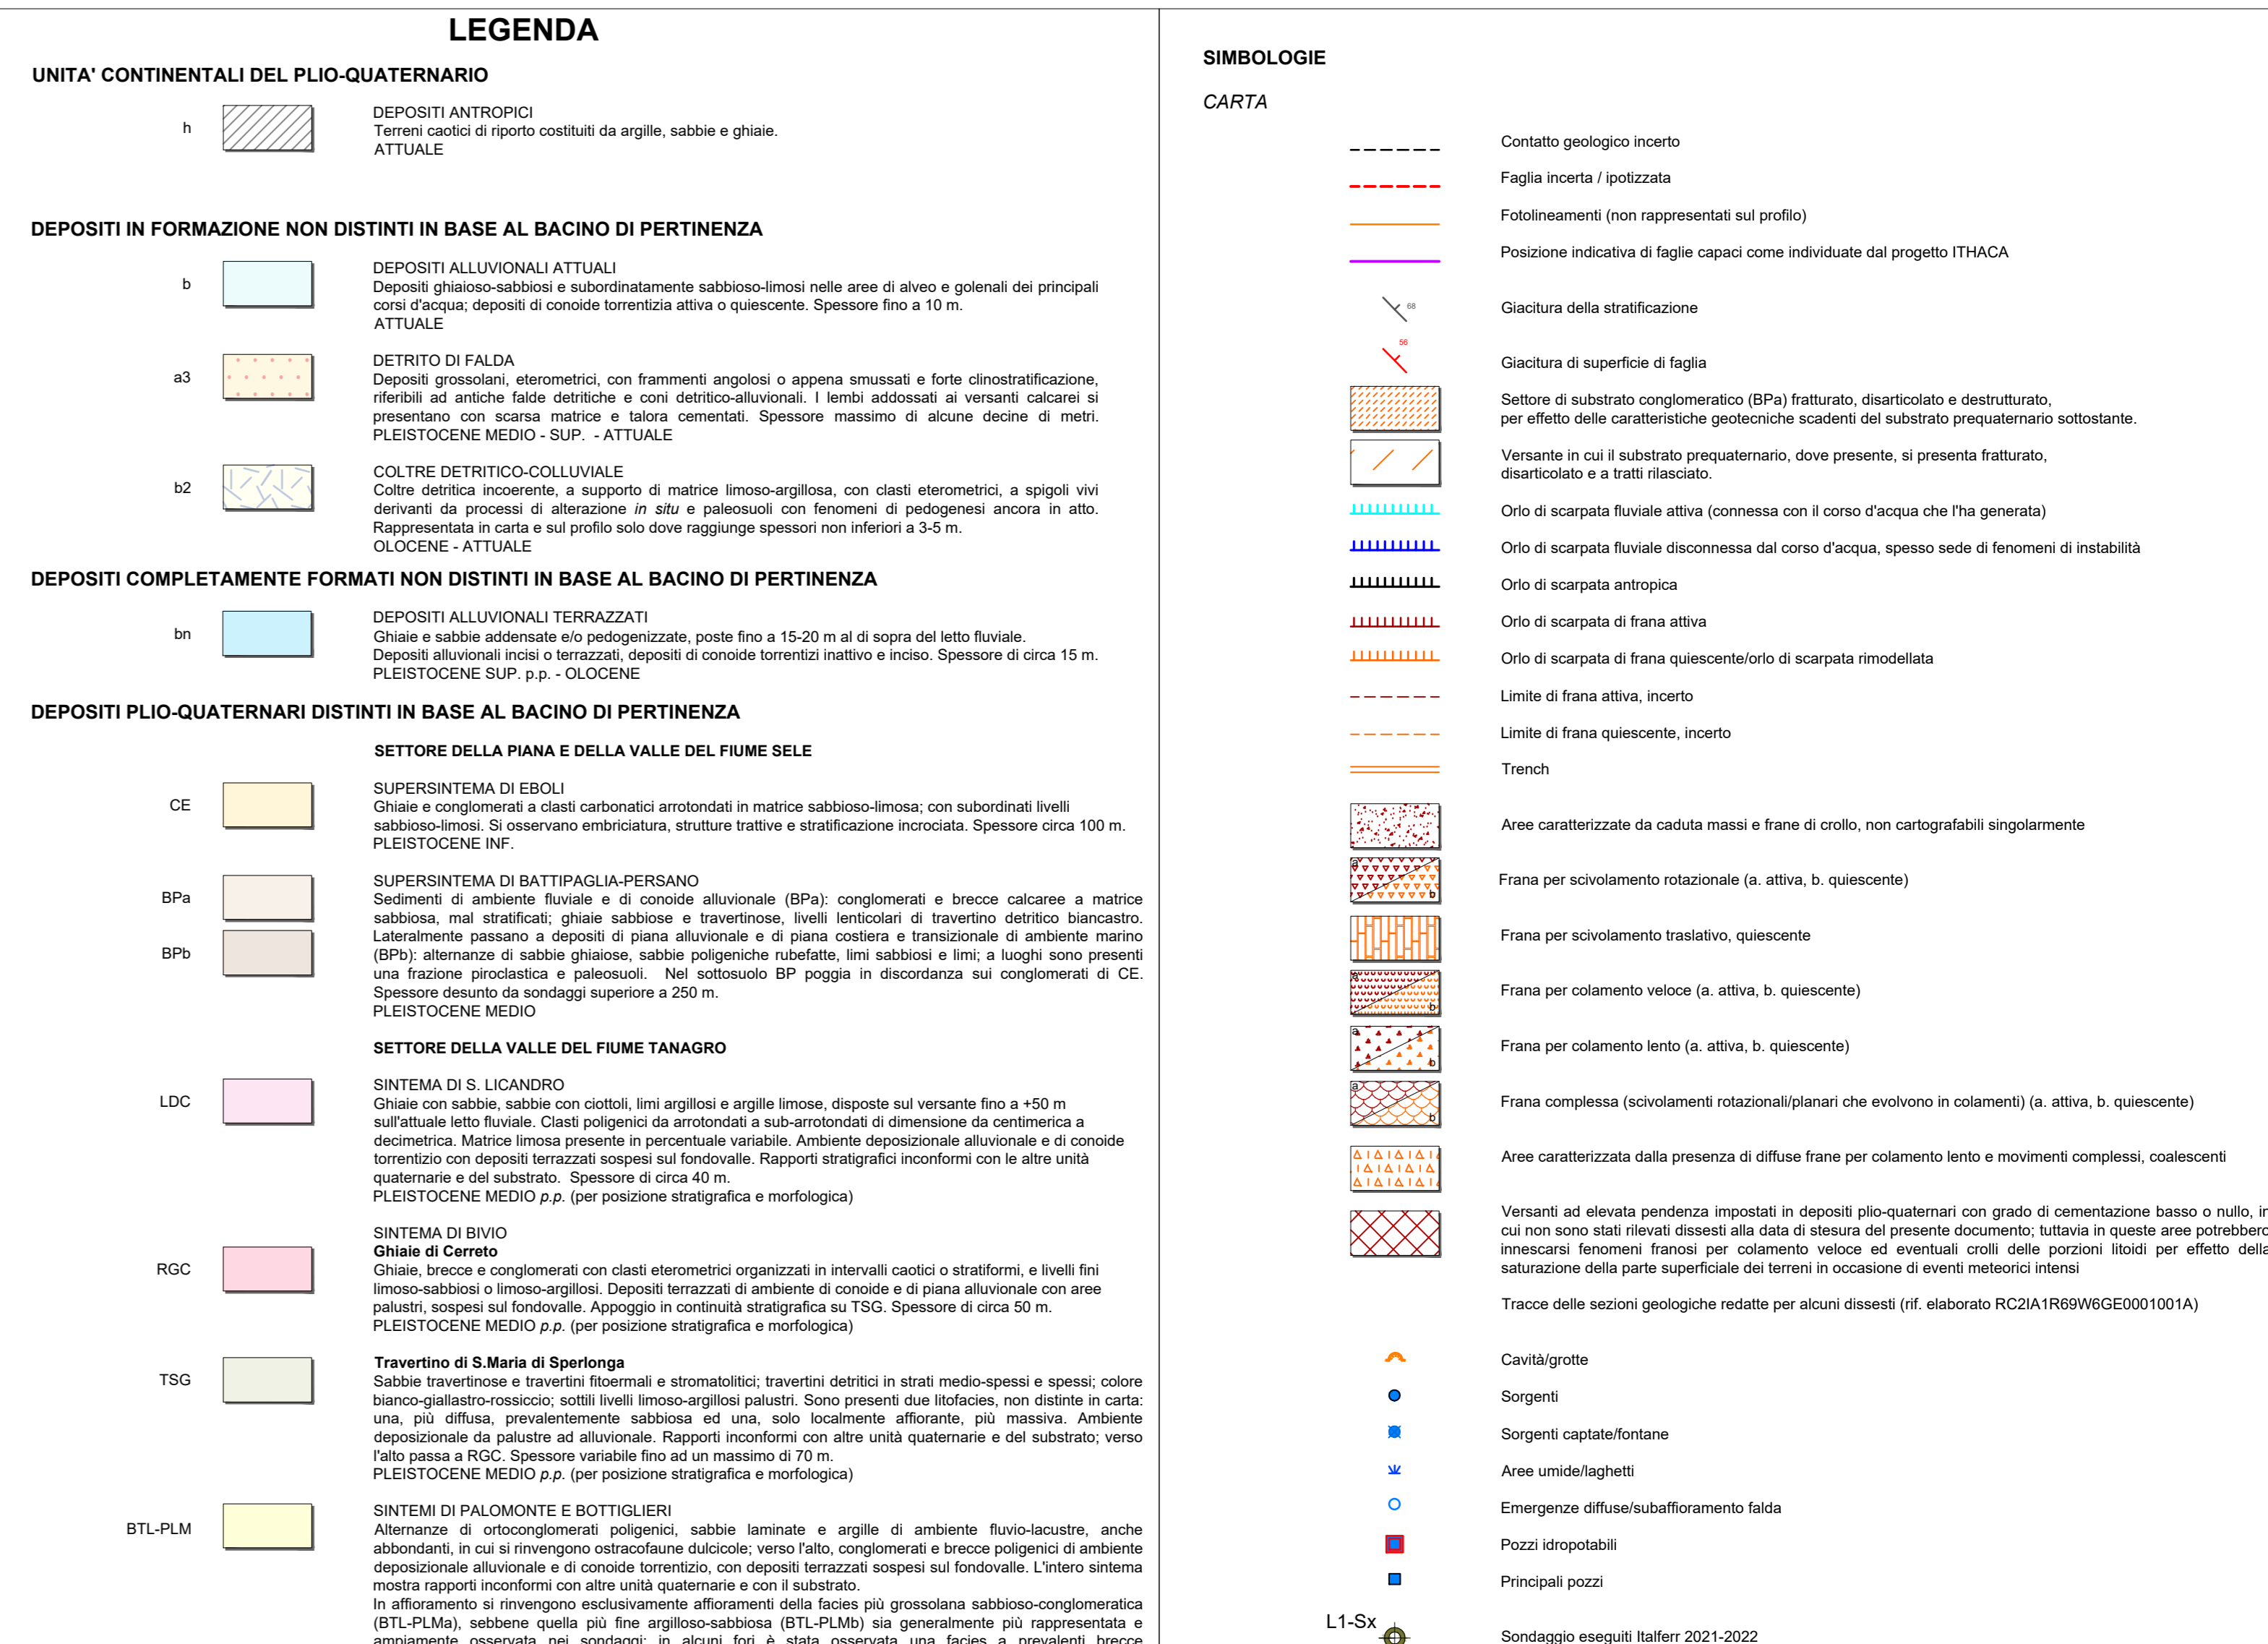 LEGENDA
UNITA' CONTINENTALI DEL PLIO-QUATERNARIO
h
DEPOSITI ANTROPICI
Terreni caotici di riporto costituiti da argille, sabbie e ghiaie.
ATTUALE
DEPOSITI IN FORMAZIONE NON DISTINTI IN BASE AL BACINO DI PERTINENZA
b
DEPOSITI ALLUVIONALI ATTUALI
Depositi ghiaioso-sabbiosi e subordinatamente sabbioso-limosi nelle aree di alveo e golenali dei principali
corsi d'acqua; depositi di conoide torrentizia attiva o quiescente. Spessore fino a 10 m.
ATTUALE
a3
DETRITO DI FALDA
Depositi grossolani, eterometrici, con frammenti angolosi o appena smussati e forte clinostratificazione,
riferibili ad antiche falde detritiche e coni detritico-alluvionali. I lembi addossati ai versanti calcarei si
presentano con scarsa matrice e talora cementati. Spessore massimo di alcune decine di metri.
PLEISTOCENE MEDIO - SUP. - ATTUALE
b2
COLTRE DETRITICO-COLLUVIALE
Coltre detritica incoerente, a supporto di matrice limoso-argillosa, con clasti eterometrici, a spigoli vivi
derivanti da processi di alterazione in situ e paleosuoli con fenomeni di pedogenesi ancora in atto.
Rappresentata in carta e sul profilo solo dove raggiunge spessori non inferiori a 3-5 m.
OLOCENE - ATTUALE
DEPOSITI COMPLETAMENTE FORMATI NON DISTINTI IN BASE AL BACINO DI PERTINENZA
bn
DEPOSITI ALLUVIONALI TERRAZZATI
Ghiaie e sabbie addensate e/o pedogenizzate, poste fino a 15-20 m al di sopra del letto fluviale.
Depositi alluvionali incisi o terrazzati, depositi di conoide torrentizi inattivo e inciso. Spessore di circa 15 m.
PLEISTOCENE SUP. p.p. - OLOCENE
DEPOSITI PLIO-QUATERNARI DISTINTI IN BASE AL BACINO DI PERTINENZA
SETTORE DELLA PIANA E DELLA VALLE DEL FIUME SELE
CE
SUPERSINTEMA DI EBOLI
Ghiaie e conglomerati a clasti carbonatici arrotondati in matrice sabbioso-limosa; con subordinati livelli
sabbioso-limosi. Si osservano embriciatura, strutture trattive e stratificazione incrociata. Spessore circa 100 m.
PLEISTOCENE INF.
BPa
BPb
SUPERSINTEMA DI BATTIPAGLIA-PERSANO
Sedimenti di ambiente fluviale e di conoide alluvionale (BPa): conglomerati e brecce calcaree a matrice
sabbiosa, mal stratificati; ghiaie sabbiose e travertinose, livelli lenticolari di travertino detritico biancastro.
Lateralmente passano a depositi di piana alluvionale e di piana costiera e transizionale di ambiente marino
(BPb): alternanze di sabbie ghiaiose, sabbie poligeniche rubefatte, limi sabbiosi e limi; a luoghi sono presenti
una frazione piroclastica e paleosuoli. Nel sottosuolo BP poggia in discordanza sui conglomerati di CE.
Spessore desunto da sondaggi superiore a 250 m.
PLEISTOCENE MEDIO
SETTORE DELLA VALLE DEL FIUME TANAGRO
LDC
SINTEMA DI S. LICANDRO
Ghiaie con sabbie, sabbie con ciottoli, limi argillosi e argille limose, disposte sul versante fino a +50 m
sull'attuale letto fluviale. Clasti poligenici da arrotondati a sub-arrotondati di dimensione da centimerica a
decimetrica. Matrice limosa presente in percentuale variabile. Ambiente deposizionale alluvionale e di conoide
torrentizio con depositi terrazzati sospesi sul fondovalle. Rapporti stratigrafici inconformi con le altre unità
quaternarie e del substrato. Spessore di circa 40 m.
PLEISTOCENE MEDIO p.p. (per posizione stratigrafica e morfologica)
RGC
SINTEMA DI BIVIO
Ghiaie di Cerreto
Ghiaie, brecce e conglomerati con clasti eterometrici organizzati in intervalli caotici o stratiformi, e livelli fini
limoso-sabbiosi o limoso-argillosi. Depositi terrazzati di ambiente di conoide e di piana alluvionale con aree
palustri, sospesi sul fondovalle. Appoggio in continuità stratigrafica su TSG. Spessore di circa 50 m.
PLEISTOCENE MEDIO p.p. (per posizione stratigrafica e morfologica)
TSG
Travertino di S.Maria di Sperlonga
Sabbie travertinose e travertini fitoermali e stromatolitici; travertini detritici in strati medio-spessi e spessi; colore
bianco-giallastro-rossiccio; sottili livelli limoso-argillosi palustri. Sono presenti due litofacies, non distinte in carta:
una, più diffusa, prevalentemente sabbiosa ed una, solo localmente affiorante, più massiva. Ambiente
deposizionale da palustre ad alluvionale. Rapporti inconformi con altre unità quaternarie e del substrato; verso
l'alto passa a RGC. Spessore variabile fino ad un massimo di 70 m.
PLEISTOCENE MEDIO p.p. (per posizione stratigrafica e morfologica)
BTL-PLM
SINTEMI DI PALOMONTE E BOTTIGLIERI
Alternanze di ortoconglomerati poligenici, sabbie laminate e argille di ambiente fluvio-lacustre, anche
abbondanti, in cui si rinvengono ostracofaune dulcicole; verso l'alto, conglomerati e brecce poligenici di ambiente
deposizionale alluvionale e di conoide torrentizio, con depositi terrazzati sospesi sul fondovalle. L'intero sintema
mostra rapporti inconformi con altre unità quaternarie e con il substrato.
In affioramento si rinvengono esclusivamente affioramenti della facies più grossolana sabbioso-conglomeratica
(BTL-PLMa), sebbene quella più fine argilloso-sabbiosa (BTL-PLMb) sia generalmente più rappresentata e
ampiamente osservata nei sondaggi; in alcuni fori è stata osservata una facies a prevalenti brecce
SIMBOLOGIE
CARTA
Contatto geologico incerto
Faglia incerta / ipotizzata
Fotolineamenti (non rappresentati sul profilo)
Posizione indicativa di faglie capaci come individuate dal progetto ITHACA
68
Giacitura della stratificazione
56
Giacitura di superficie di faglia
Settore di substrato conglomeratico (BPa) fratturato, disarticolato e destrutturato,
per effetto delle caratteristiche geotecniche scadenti del substrato prequaternario sottostante.
Versante in cui il substrato prequaternario, dove presente, si presenta fratturato,
disarticolato e a tratti rilasciato.
Orlo di scarpata fluviale attiva (connessa con il corso d'acqua che l'ha generata)
Orlo di scarpata fluviale disconnessa dal corso d'acqua, spesso sede di fenomeni di instabilità
Orlo di scarpata antropica
Orlo di scarpata di frana attiva
Orlo di scarpata di frana quiescente/orlo di scarpata rimodellata
Limite di frana attiva, incerto
Limite di frana quiescente, incerto
Trench
Aree caratterizzate da caduta massi e frane di crollo, non cartografabili singolarmente
a
b
Frana per scivolamento rotazionale (a. attiva, b. quiescente)
Frana per scivolamento traslativo, quiescente
a
b
Frana per colamento veloce (a. attiva, b. quiescente)
a
b
Frana per colamento lento (a. attiva, b. quiescente)
a
b
Frana complessa (scivolamenti rotazionali/planari che evolvono in colamenti) (a. attiva, b. quiescente)
Aree caratterizzata dalla presenza di diffuse frane per colamento lento e movimenti complessi, coalescenti
Versanti ad elevata pendenza impostati in depositi plio-quaternari con grado di cementazione basso o nullo, in
cui non sono stati rilevati dissesti alla data di stesura del presente documento; tuttavia in queste aree potrebbero
innescarsi fenomeni franosi per colamento veloce ed eventuali crolli delle porzioni litoidi per effetto della
saturazione della parte superficiale dei terreni in occasione di eventi meteorici intensi
Tracce delle sezioni geologiche redatte per alcuni dissesti (rif. elaborato RC2IA1R69W6GE0001001A)
Cavità/grotte
Sorgenti
Sorgenti captate/fontane
Aree umide/laghetti
Emergenze diffuse/subaffioramento falda
Pozzi idropotabili
Principali pozzi
L1-Sx
Sondaggio eseguiti Italferr 2021-2022